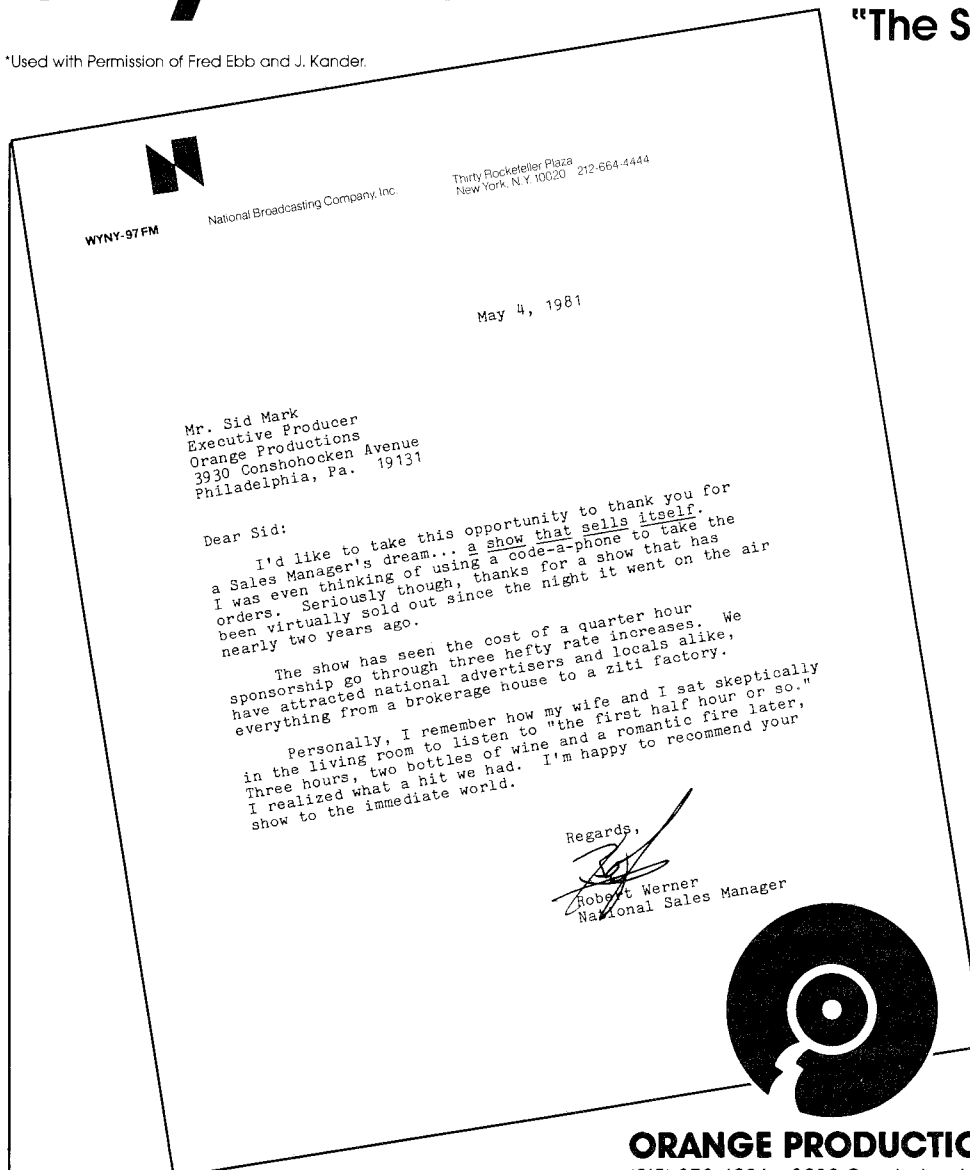 "The S
*Used with Permission of Fred Ebb and J. Kander.
WYNY-97 FM
National Broadcasting Company, Inc.
Thirty Rockefeller Plaza
New York, N.Y. 10020 212-664-4444
May 4, 1981
Mr. Sid Mark
Executive Producer
Orange Productions
3930 Conshohocken Avenue
Philadelphia, Pa. 19131
Dear Sid:
I'd like to take this opportunity to thank you for
a Sales Manager's dream... a show that sells itself.
I was even thinking of using a code-a-phone to take the
orders. Seriously though, thanks for a show that has
been virtually sold out since the night it went on the air
nearly two years ago.
The show has seen the cost of a quarter hour
sponsorship go through three hefty rate increases. We
have attracted national advertisers and locals alike,
everything from a brokerage house to a ziti factory.
Personally, I remember how my wife and I sat skeptically
in the living room to listen to "the first half hour or so."
Three hours, two bottles of wine and a romantic fire later,
I realized what a hit we had. I'm happy to recommend your
show to the immediate world.
Regards,
Robert Werner
National Sales Manager
ORANGE PRODUCTIO